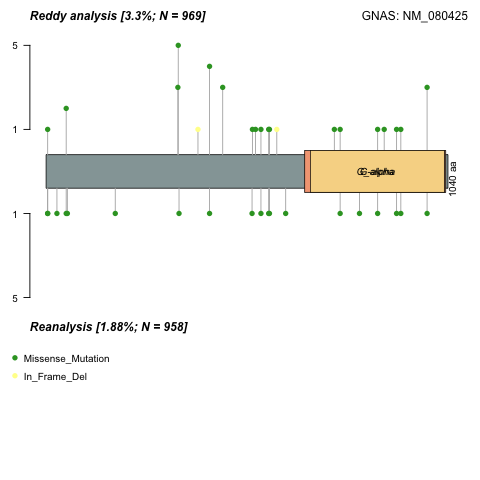 Reddy analysis [3.3%; N = 969]
GNAS: NM_080425
5
1
1040 aa
1
5
Reanalysis [1.88%; N = 958]
Missense_Mutation
In_Frame_Del